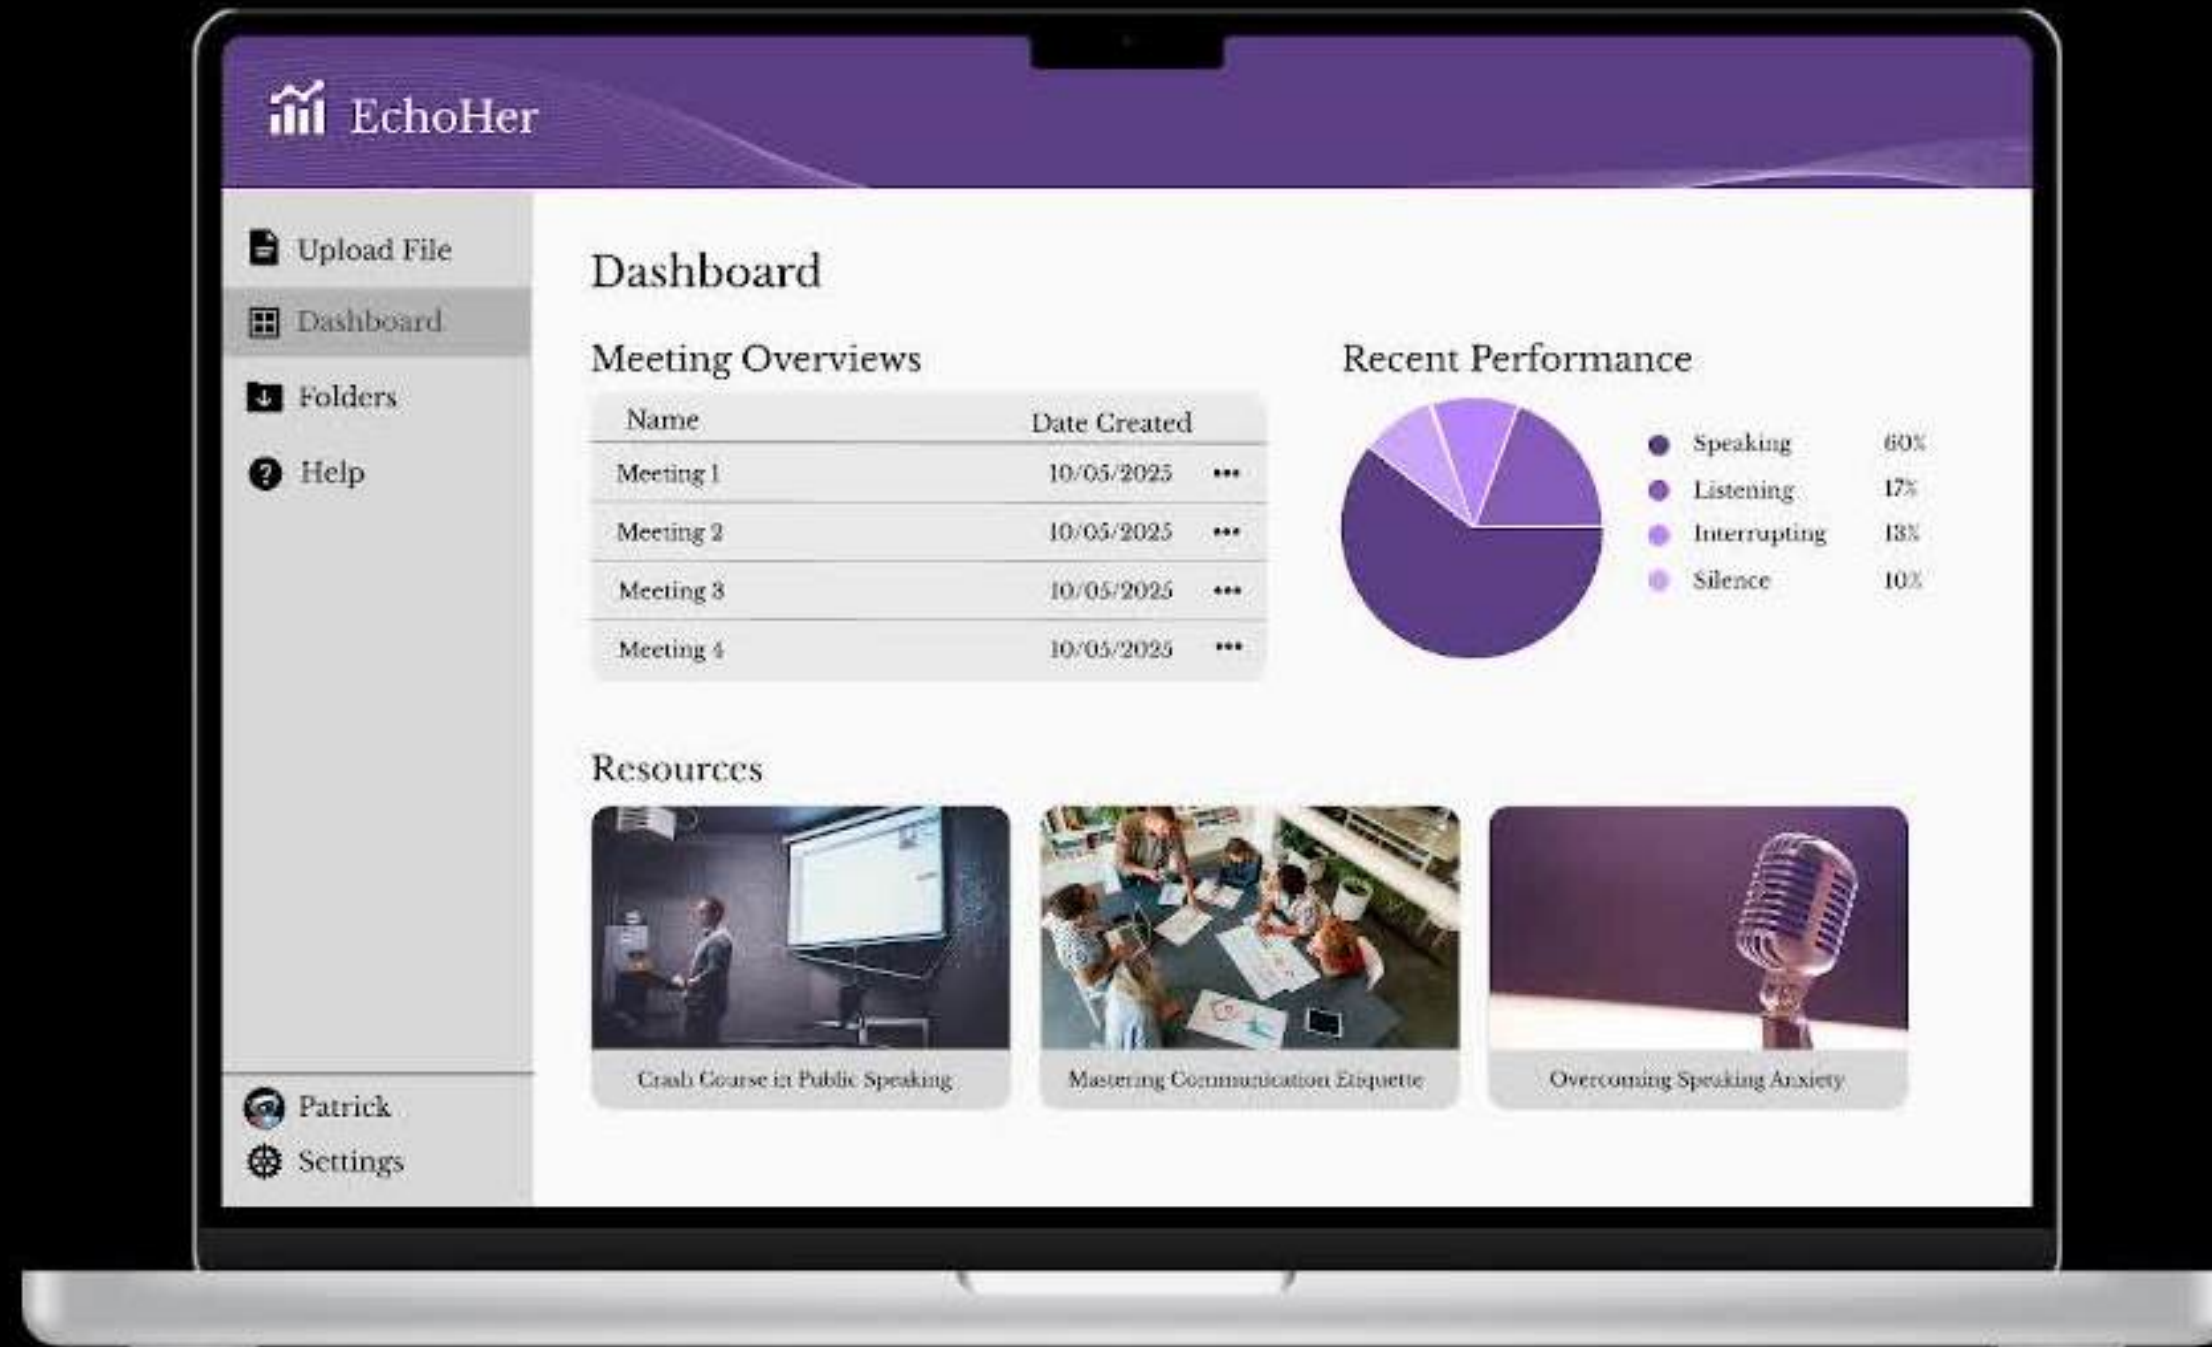 EchoHer
Upload File
Dashboard
Folders
Help
Patrick
Settings
Dashboard
Meeting Overviews
Name Date Created
Meeting 1 10/05/2025 •••
Meeting 2 10/05/2025 •••
Meeting 3 10/05/2025 •••
Meeting 4 10/05/2025 •••
Recent Performance
Speaking 60%
Listening 17%
Interrupting 13%
Silence 10%
Resources
Crash Course in Public Speaking
Mastering Communication Etiquette
Overcoming Speaking Anxiety